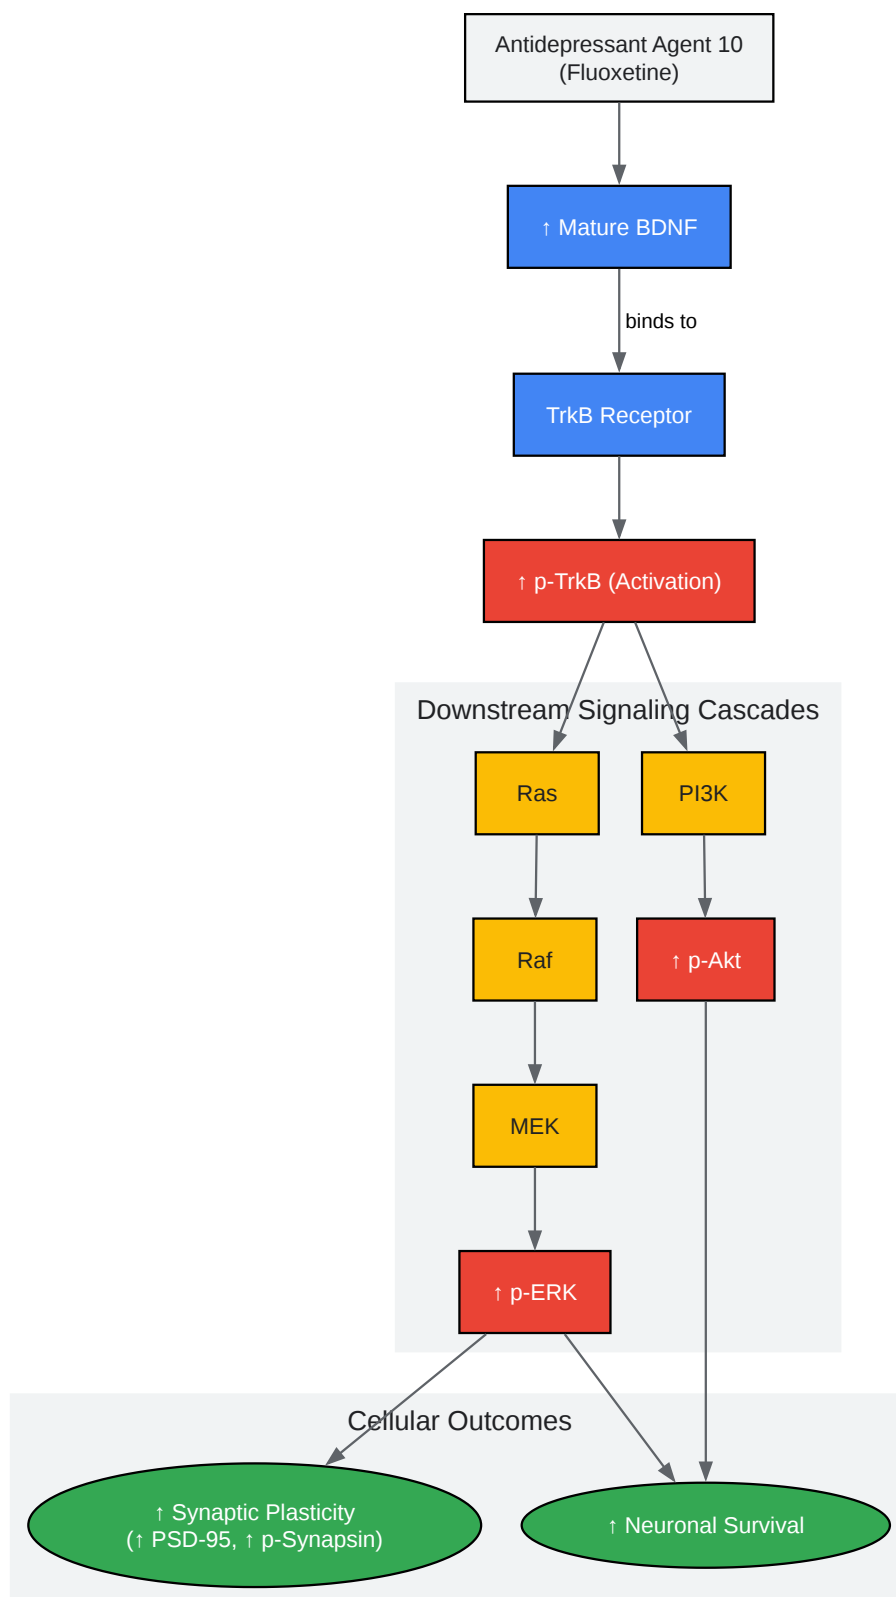 Antidepressant Agent 10
(Fluoxetine)
↑ Mature BDNF
binds to
TrkB Receptor
↑ p-TrkB (Activation)
Downstream Signaling Cascades
Ras
PI3K
Raf
↑ p-Akt
MEK
↑ p-ERK
Cellular Outcomes
↑ Synaptic Plasticity
(↑ PSD-95, ↑ p-Synapsin)
↑ Neuronal Survival